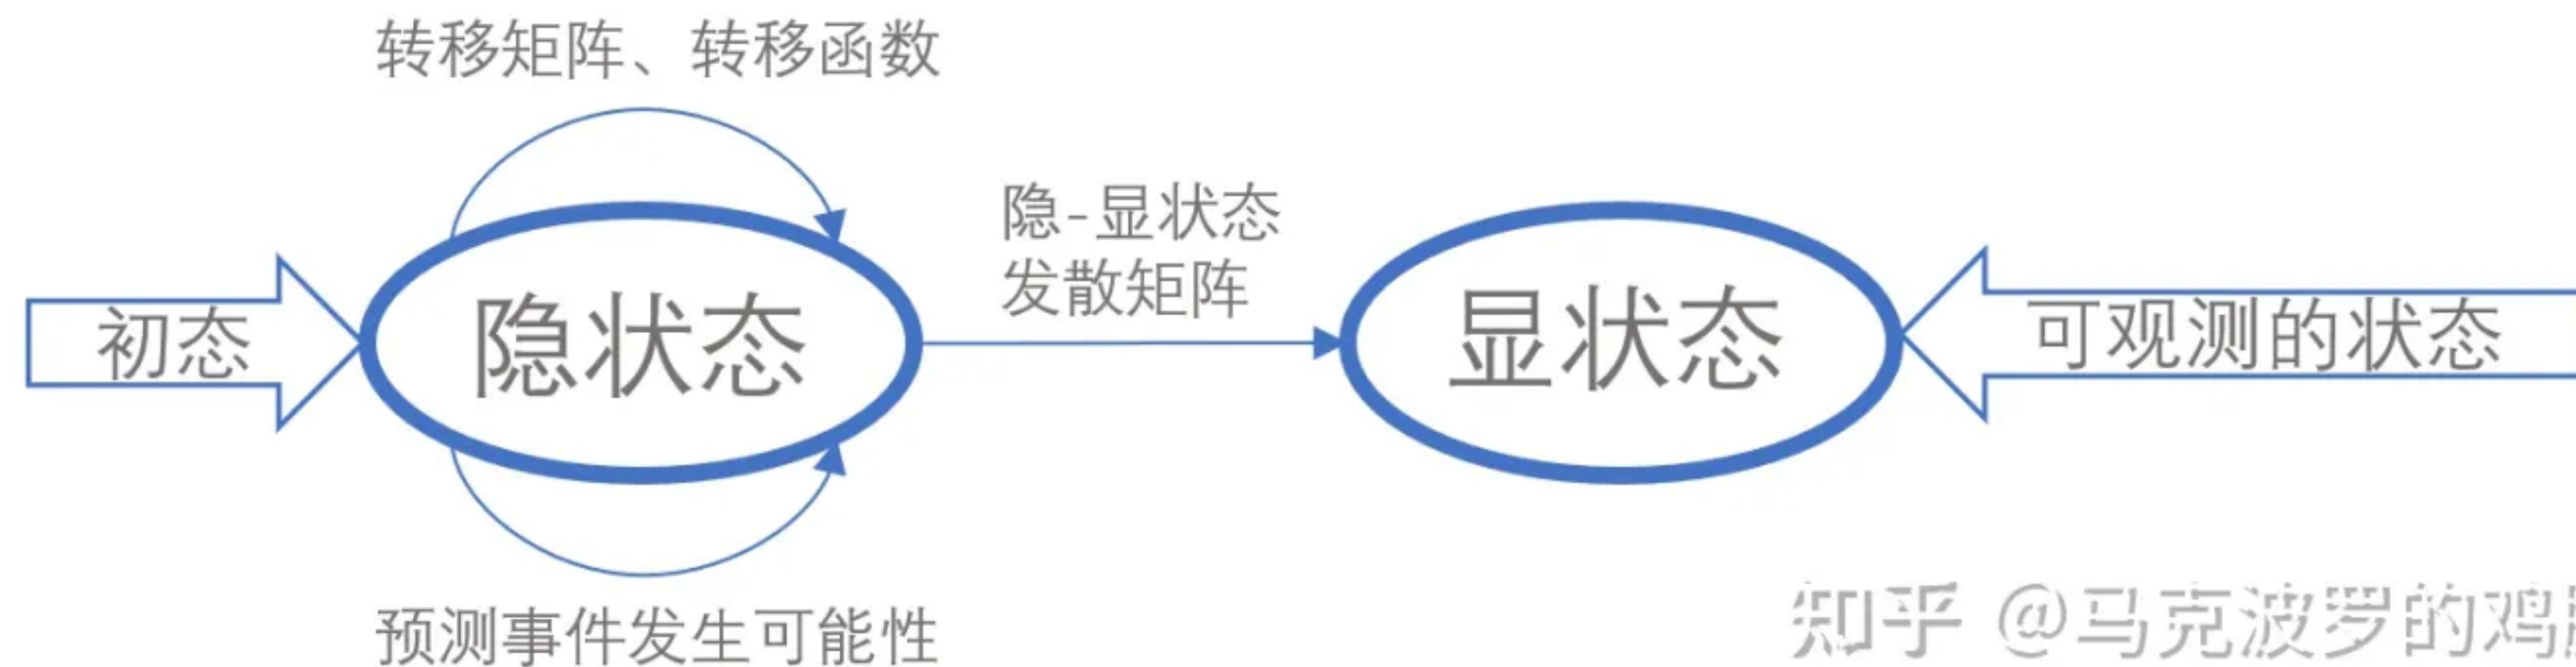 转移矩阵、转移函数
隐-显状态
发散矩阵
初态
隐状态
显状态
可观测的状态
预测事件发生可能性
知乎 @马克波罗的鸡